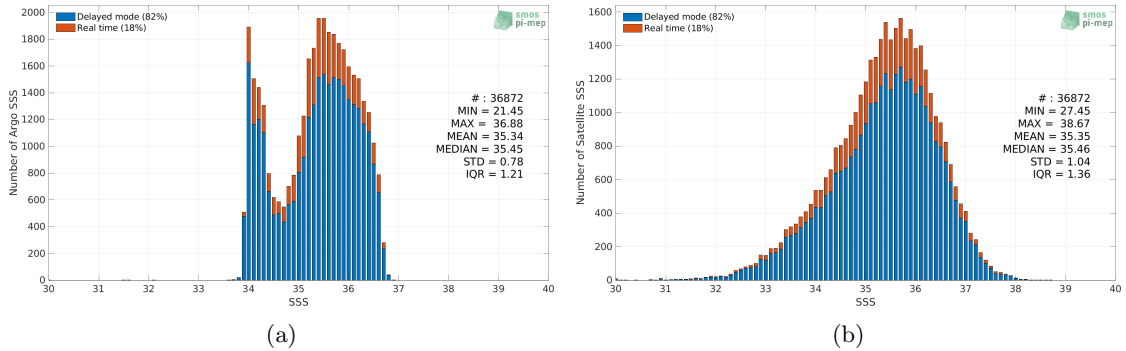 Delayed mode (82%)
Real time (18%)
smos
pi-mep
# : 36872
MIN = 21.45
MAX = 36.88
MEAN = 35.34
MEDIAN = 35.45
STD = 0.78
IQR = 1.21
Number of Argo SSS
2000
1800
1600
1400
1200
1000
800
600
400
200
0
30 31 32 33 34 35 36 37 38 39 40
SSS
(a)
Delayed mode (82%)
Real time (18%)
smos
pi-mep
# : 36872
MIN = 27.45
MAX = 38.67
MEAN = 35.35
MEDIAN = 35.46
STD = 1.04
IQR = 1.36
Number of Satellite SSS
1600
1400
1200
1000
800
600
400
200
0
30 31 32 33 34 35 36 37 38 39 40
SSS
(b)